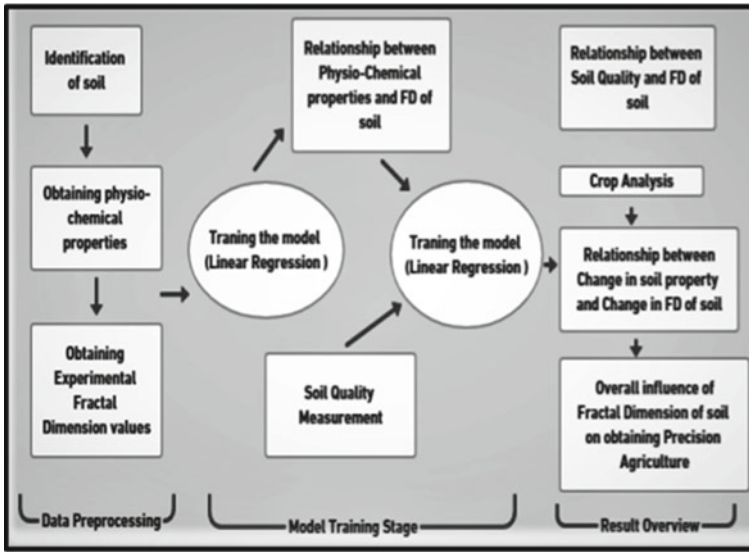 Identification
of soil
Obtaining physio-
chemical
properties
Obtaining
Experimental
Fractal
Dimension values
Data Preprocessing
Relationship between
Physio-Chemical
properties and FD of
soil
Traning the model
(Linear Regression )
Traning the model
(Linear Regression )
Soil Quality
Measurement
Model Training Stage
Relationship between
Soil Quality and FD of
soil
Crop Analysis
Relationship between
Change in soil property
and Change in FD of soil
Overall influence of
Fractal Dimension of soil
on obtaining Precision
Agriculture
Result Overview